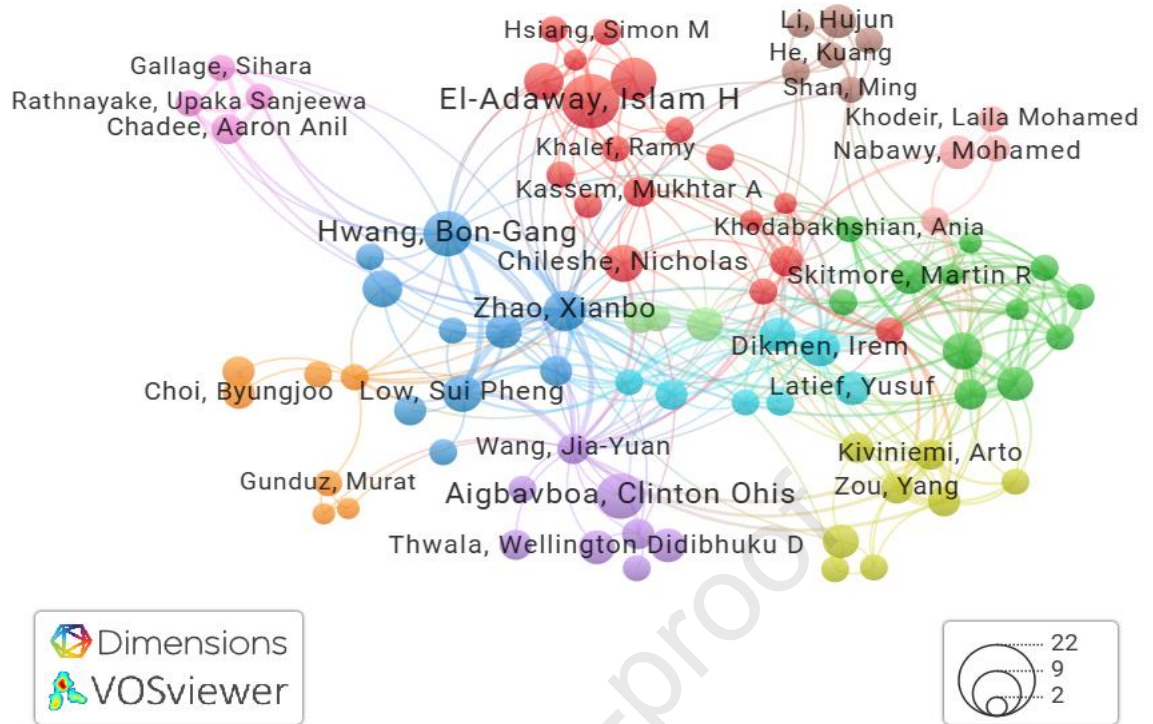 Hsiang, Simon M
Li, Hujun
He, Kuang
Gallage, Sihara
Shan, Ming
Rathnayake, Upaka Sanjeewa
El-Adaway, Islam H
Chadee, Aaron Anil
Khodeir, Laila Mohamed
Khalef, Ramy
Nabawy, Mohamed
Kassem, Mukhtar A
Hwang, Bon-Gang
Khodabakhshian, Ania
Chileshe, Nicholas
Skitmore, Martin R
Zhao, Xianbo
Dikmen, Irem
Choi, Byungjoo
Low, Sui Pheng
Latief, Yusuf
Wang, Jia-Yuan
Kiviniemi, Arto
Gunduz, Murat
Aigbavboa, Clinton Ohis
Zou, Yang
Thwala, Wellington Didibhuku D
rproof
Dimensions
VOSviewer
22
9
2